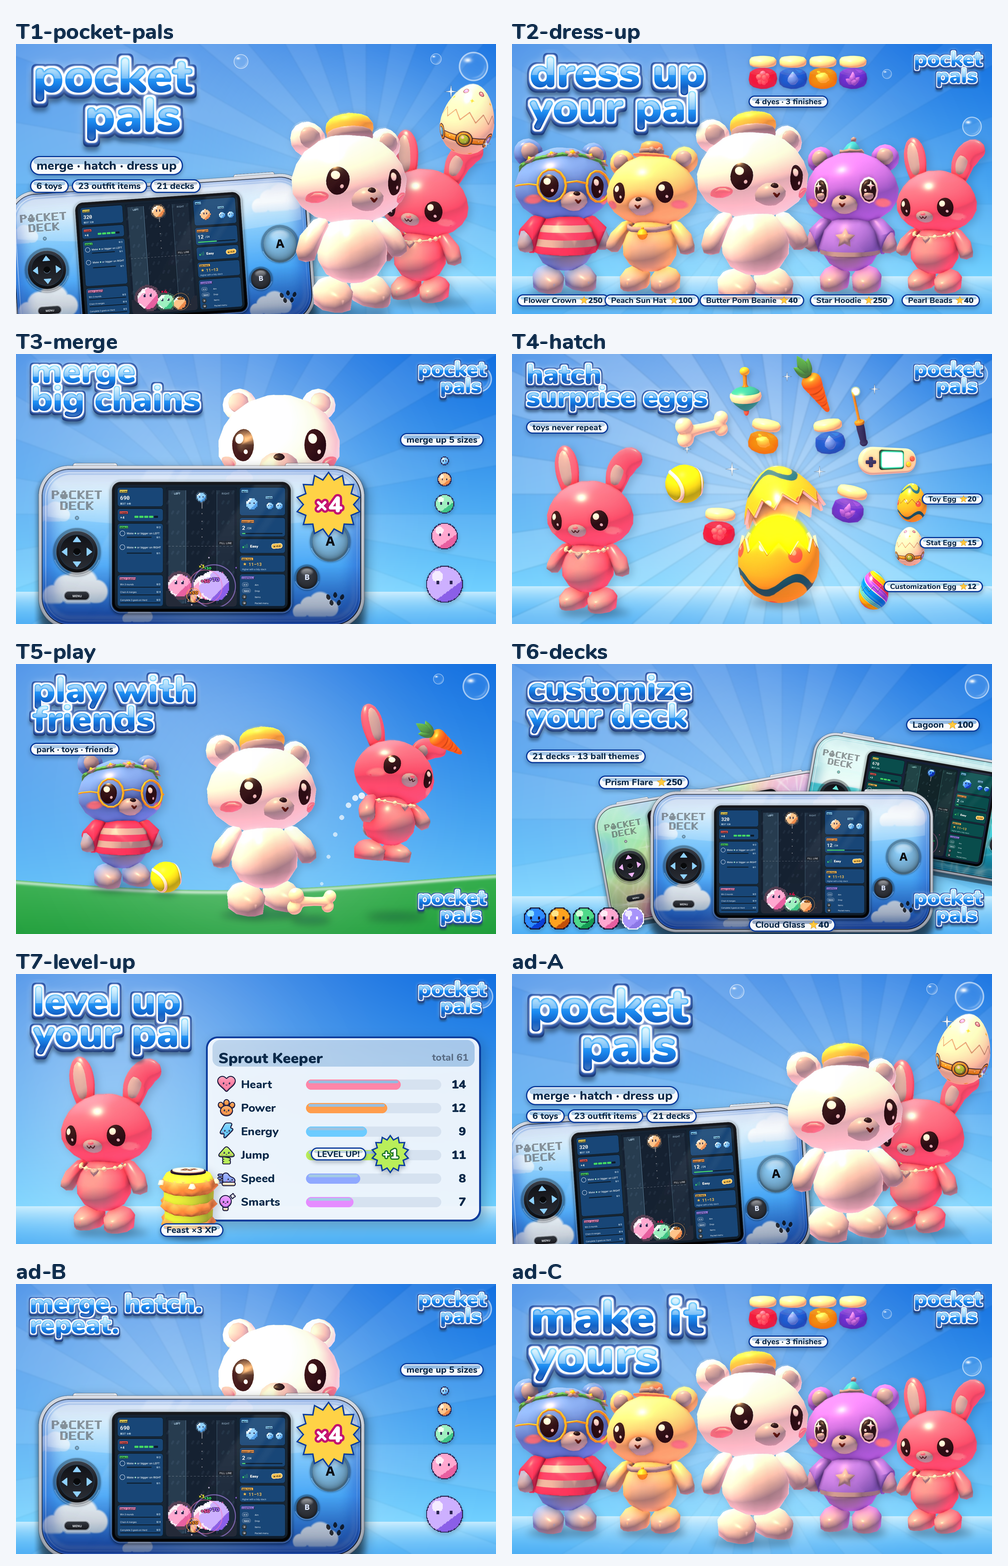 T1-pocket-pals
pocket
pals
merge · hatch · dress up
6 toys
23 outfit items
21 decks
POCKET
DECK
A
B
T2-dress-up
dress up
your pal
4 dyes · 3 finishes
pocket
pals
Flower Crown 250
Peach Sun Hat 100
Butter Pom Beanie 40
Star Hoodie 250
Pearl Beads 40
T3-merge
merge
big chains
pocket
pals
merge up 5 sizes
POCKET
DECK
×4
A
B
MENU
T4-hatch
hatch
surprise eggs
toys never repeat
pocket
pals
Toy Egg 20
Stat Egg 15
Customization Egg 12
T5-play
play with
friends
park · toys · friends
pocket
pals
T6-decks
customize
your deck
21 decks · 13 ball themes
Lagoon 100
Prism Flare 250
POCKET
DECK
POCKET
DECK
POCKET
DECK
A
B
Cloud Glass 40
pocket
pals
T7-level-up
level up
your pal
pocket
pals
Sprout Keeper
total 61
Heart 14
Power 12
Energy 9
Jump LEVEL UP! +1 11
Speed 8
Smarts 7
Feast ×3 XP
ad-A
pocket
pals
merge · hatch · dress up
6 toys
23 outfit items
21 decks
POCKET
DECK
A
B
ad-B
merge. hatch.
repeat.
pocket
pals
merge up 5 sizes
POCKET
DECK
×4
A
B
MENU
ad-C
make it
yours
4 dyes · 3 finishes
pocket
pals